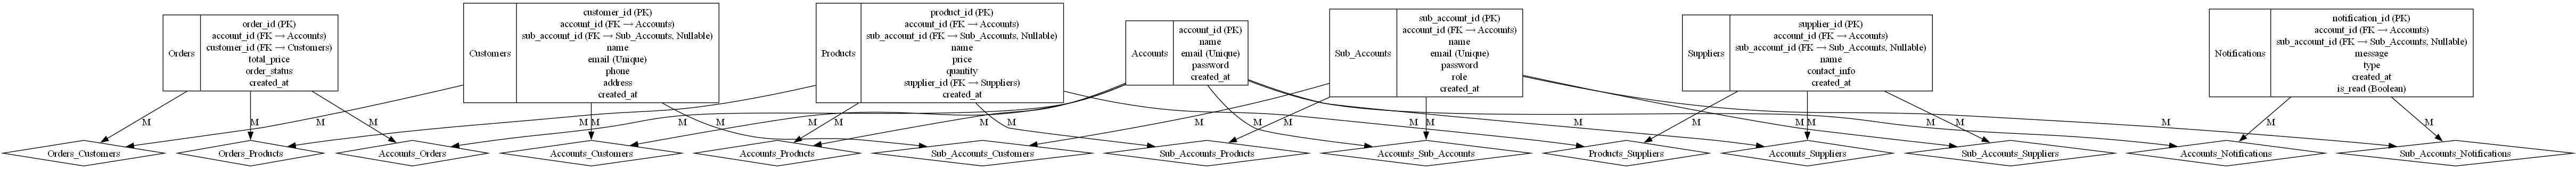 Orders
order_id (PK)
account_id (FK → Accounts)
customer_id (FK → Customers)
total_price
order_status
created_at
Customers
customer_id (PK)
account_id (FK → Accounts)
sub_account_id (FK → Sub_Accounts, Nullable)
name
email (Unique)
phone
address
created_at
Products
product_id (PK)
account_id (FK → Accounts)
sub_account_id (FK → Sub_Accounts, Nullable)
name
price
quantity
supplier_id (FK → Suppliers)
created_at
Accounts
account_id (PK)
name
email (Unique)
password
created_at
Sub_Accounts
sub_account_id (PK)
account_id (FK → Accounts)
name
email (Unique)
password
role
created_at
Suppliers
supplier_id (PK)
account_id (FK → Accounts)
sub_account_id (FK → Sub_Accounts, Nullable)
name
contact_info
created_at
Notifications
notification_id (PK)
account_id (FK → Accounts)
sub_account_id (FK → Sub_Accounts, Nullable)
message
type
created_at
is_read (Boolean)
M M M M M M M M M M M M M M M M M M M M M M M M M M
Orders_Customers
Orders_Products
Accounts_Orders
Accounts_Customers
Accounts_Products
Sub_Accounts_Customers
Sub_Accounts_Products
Accounts_Sub_Accounts
Products_Suppliers
Accounts_Suppliers
Sub_Accounts_Suppliers
Accounts_Notifications
Sub_Accounts_Notifications